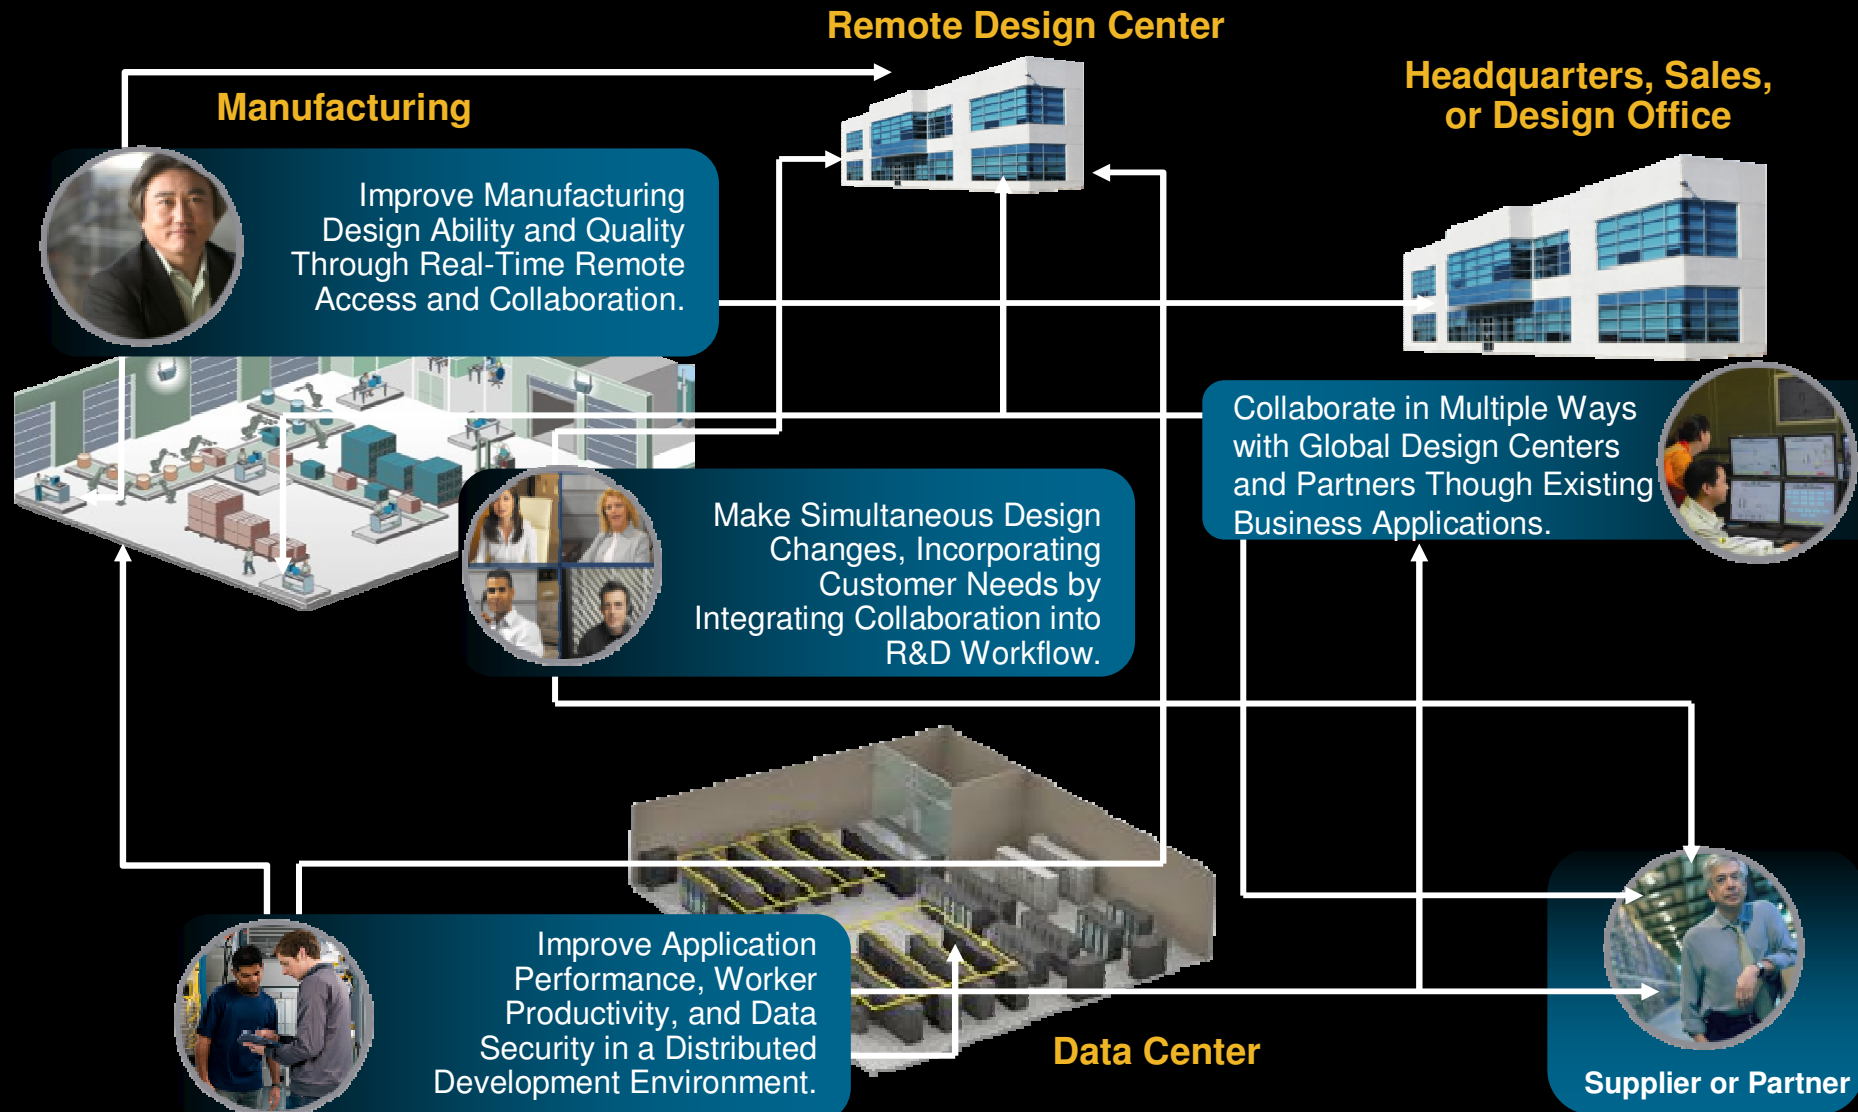 Remote Design Center
Headquarters, Sales,
or Design Office
Manufacturing
Improve Manufacturing
Design Ability and Quality
Through Real-Time Remote
Access and Collaboration.
Collaborate in Multiple Ways
with Global Design Centers
and Partners Though Existing
Business Applications.
Make Simultaneous Design
Changes, Incorporating
Customer Needs by
Integrating Collaboration into
R&D Workflow.
Improve Application
Performance, Worker
Productivity, and Data
Security in a Distributed
Development Environment.
Data Center
Supplier or Partner